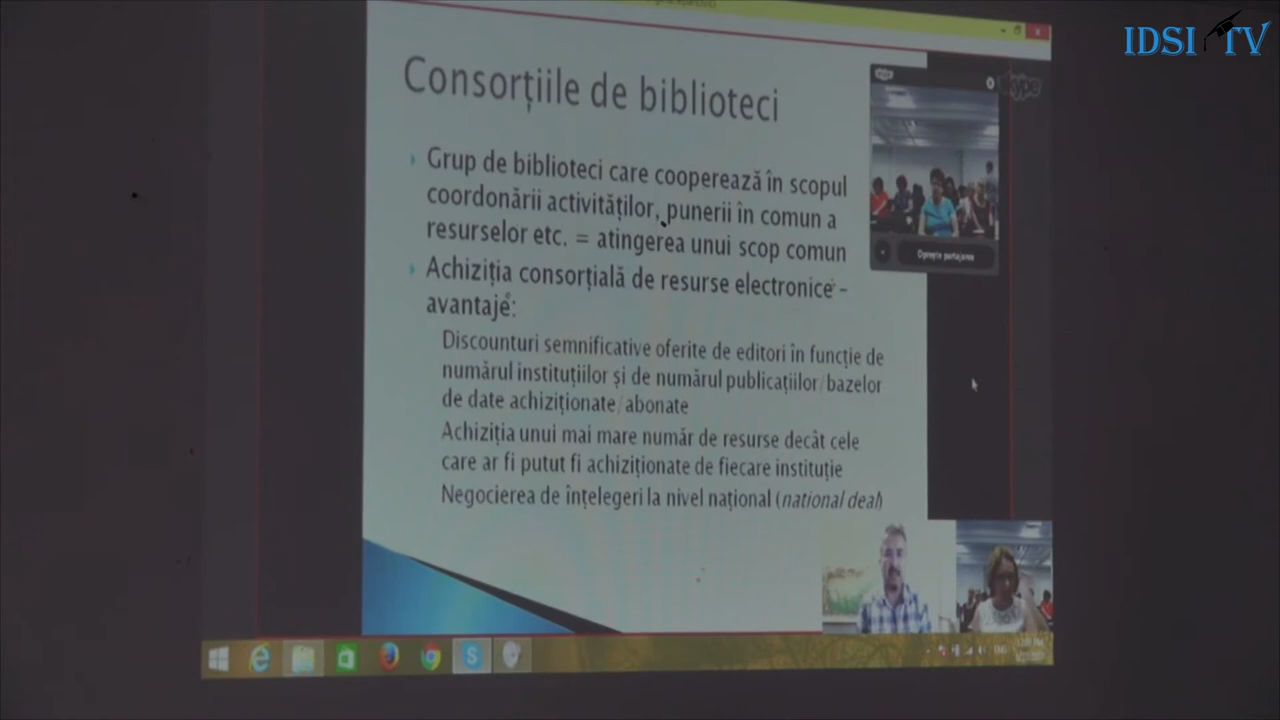 IDSI TV
Consorțiile de biblioteci
skype
Grup de biblioteci care cooperează în scopul
coordonării activităților, punerii în comun a
resurselor etc. = atingerea unui scop comun
Oprește partajarea
Achiziția consorțială de resurse electronice -
avantaje:
Discounturi semnificative oferite de editori în funcție de
numărul instituțiilor și de numărul publicațiilor/bazelor
de date achiziționate/abonate
Achiziția unui mai mare număr de resurse decât cele
care ar fi putut fi achiziționate de fiecare instituție
Negocierea de înțelegeri la nivel național (national deal)